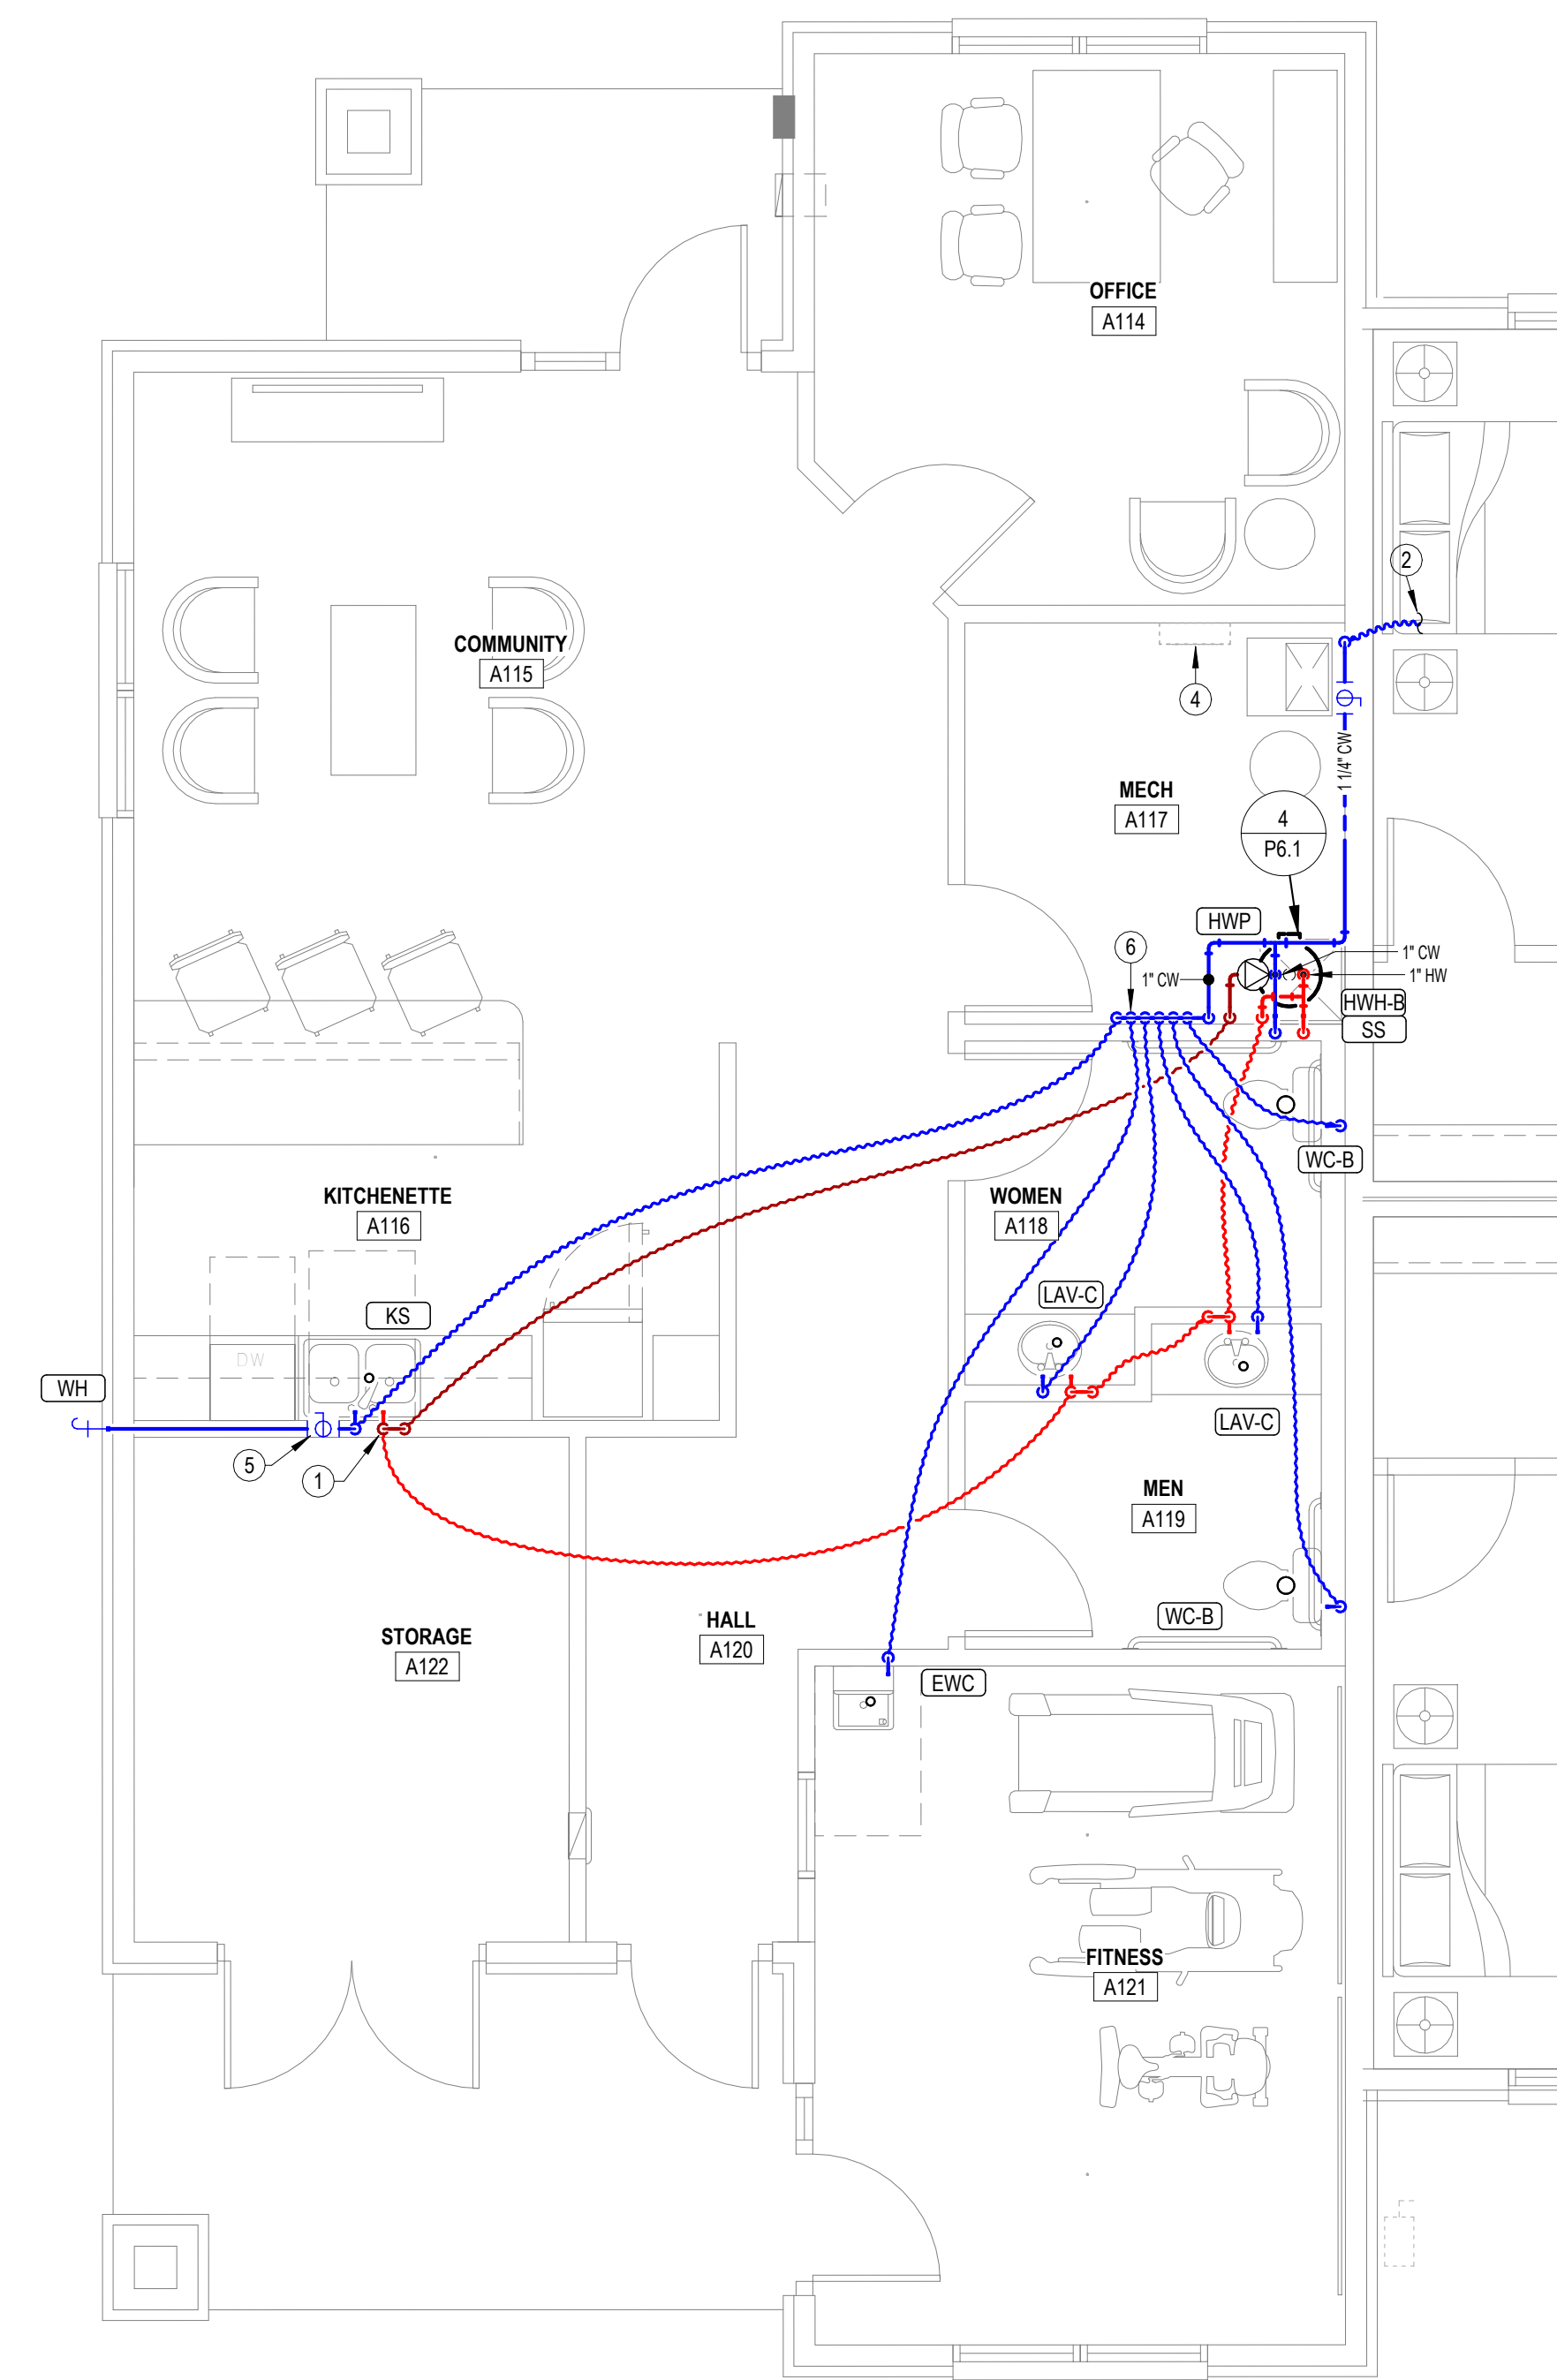 OFFICE
A114
2
COMMUNITY
A115
4
1 1/4" CW
MECH
A117
4
P6.1
HWP
6
1" CW
1" CW
1" HW
HWH-B
SS
WC-B
KITCHENETTE
A116
WOMEN
A118
LAV-C
KS
DW
WH
LAV-C
5
1
MEN
A119
WC-B
HALL
A120
STORAGE
A122
EWC
FITNESS
A121